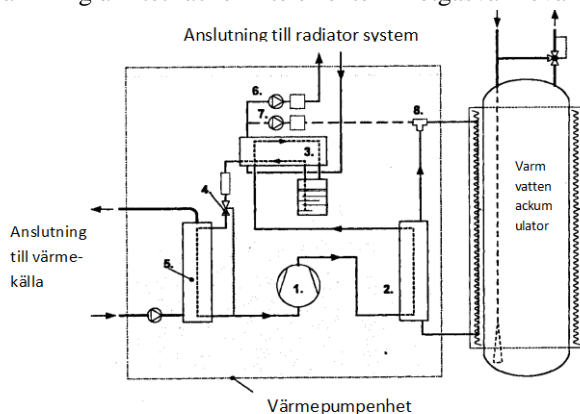 Anslutning till radiator system
6.
7.
8.
3.
4.
Varm
vatten
ackum
ulator
Anslutning
till värme-
källa
5.
1.
2.
Värmepumpenhet